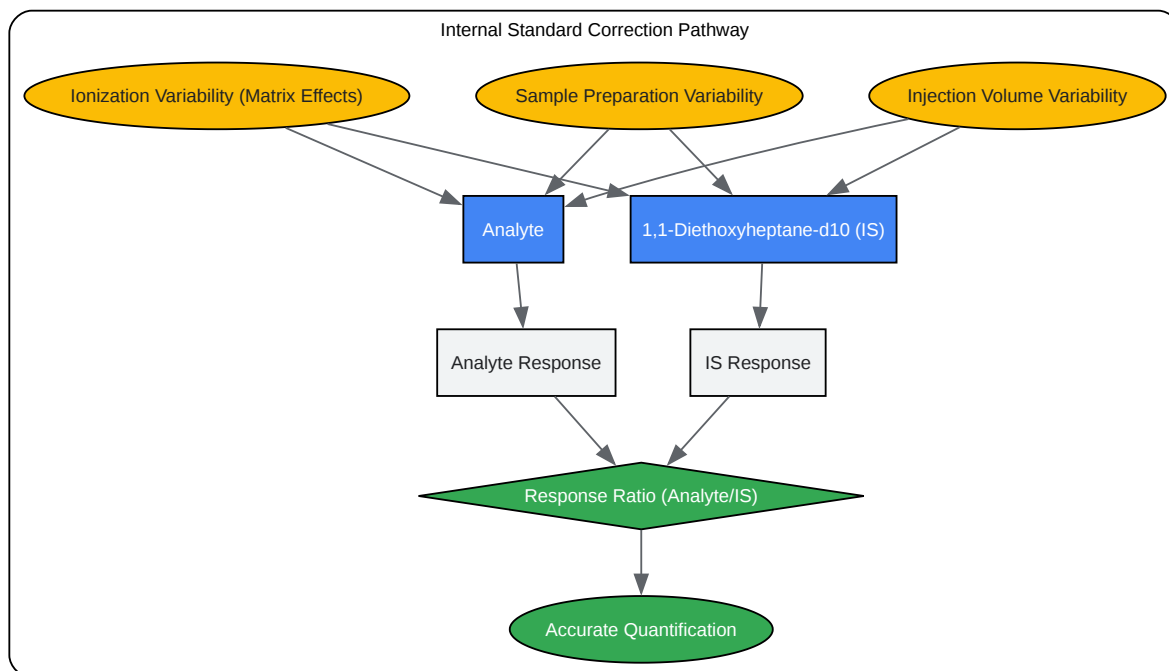 Internal Standard Correction Pathway
Ionization Variability (Matrix Effects)
Sample Preparation Variability
Injection Volume Variability
Analyte
1,1-Diethoxyheptane-d10 (IS)
Analyte Response
IS Response
Response Ratio (Analyte/IS)
Accurate Quantification